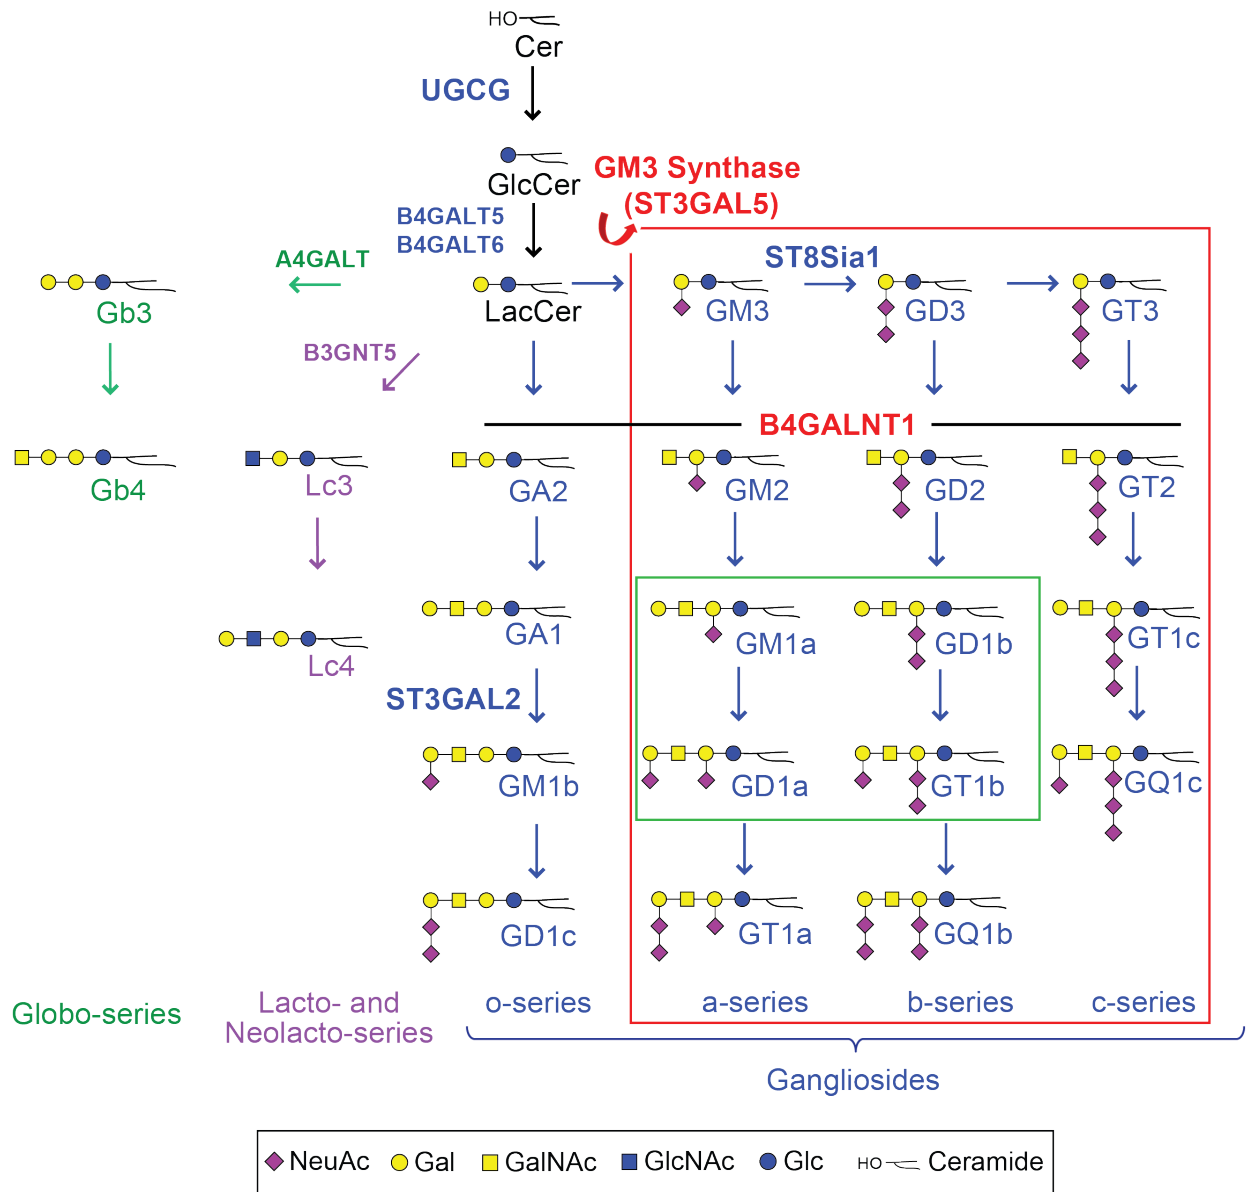 HO
Cer
UGCG
GlcCer
GM3 Synthase
(ST3GAL5)
B4GALT5
B4GALT6
A4GALT
ST8Sia1
Gb3
LacCer
GM3
GD3
GT3
B3GNT5
B4GALNT1
Gb4
Lc3
GA2
GM2
GD2
GT2
GA1
GM1a
GD1b
GT1c
Lc4
ST3GAL2
GM1b
GD1a
GT1b
GQ1c
GD1c
GT1a
GQ1b
Globo-series
Lacto- and
Neolacto-series
o-series
a-series
b-series
c-series
Gangliosides
NeuAc Gal GalNAc GlcNAc Glc HO Ceramide